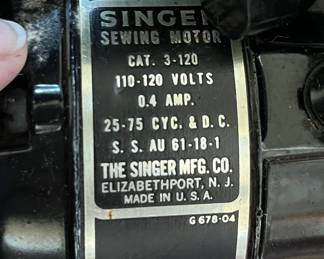 SINGER
SEWING MOTOR
CAT. 3-120
110-120 VOLTS
0.4 AMP.
25-75 CYC. & D. C.
S. S. AU 61-18-1
THE SINGER MFG. CO.
ELIZABETHPORT, N. J.
MADE IN U. S. A.
G 678-04